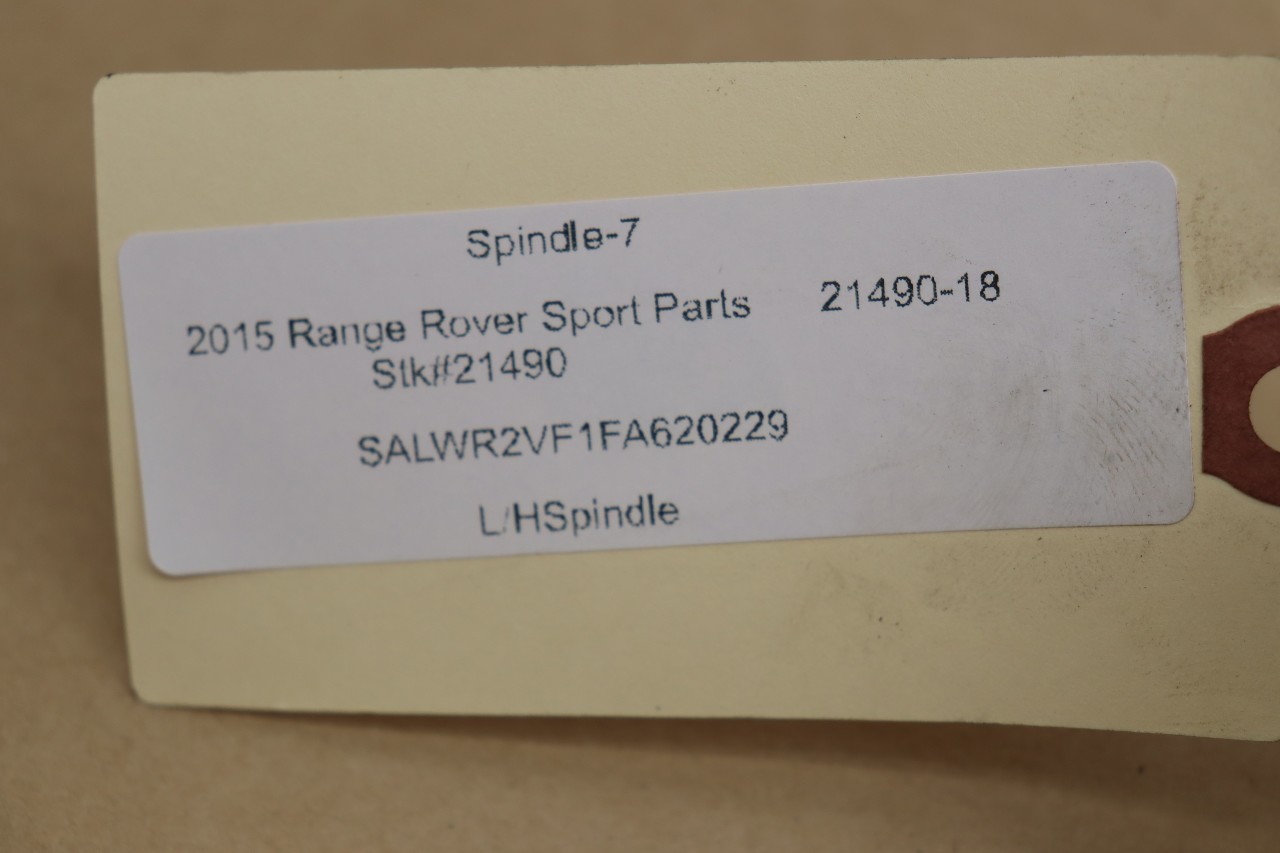 Spindle-7
2015 Range Rover Sport Parts 21490-18
Stk#21490
SALWR2VF1FA620229
L/HSpindle